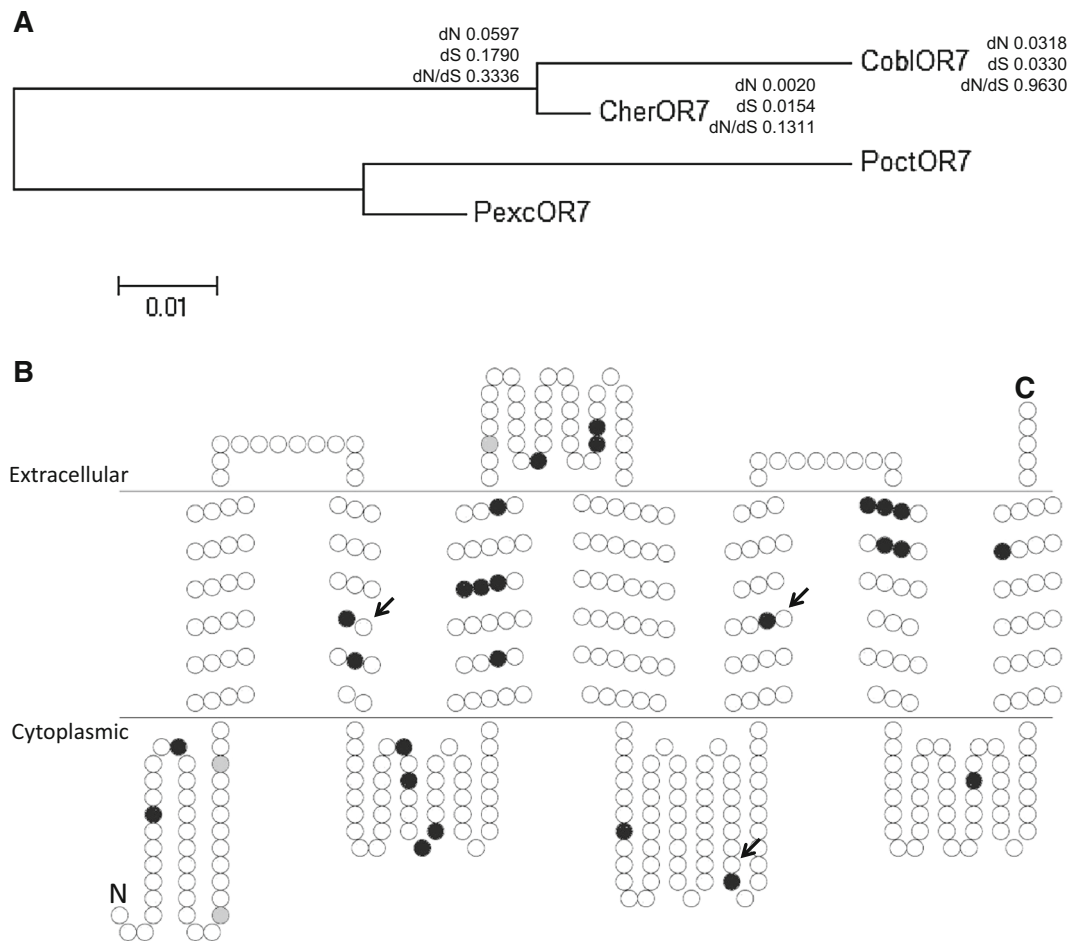 A
dN 0.0597
dS 0.1790
dN/dS 0.3336
CoblOR7
dN 0.0318
dS 0.0330
dN/dS 0.9630
CherOR7
dN 0.0020
dS 0.0154
dN/dS 0.1311
PoctOR7
PexcOR7
0.01
B
C
Extracellular
Cytoplasmic
N